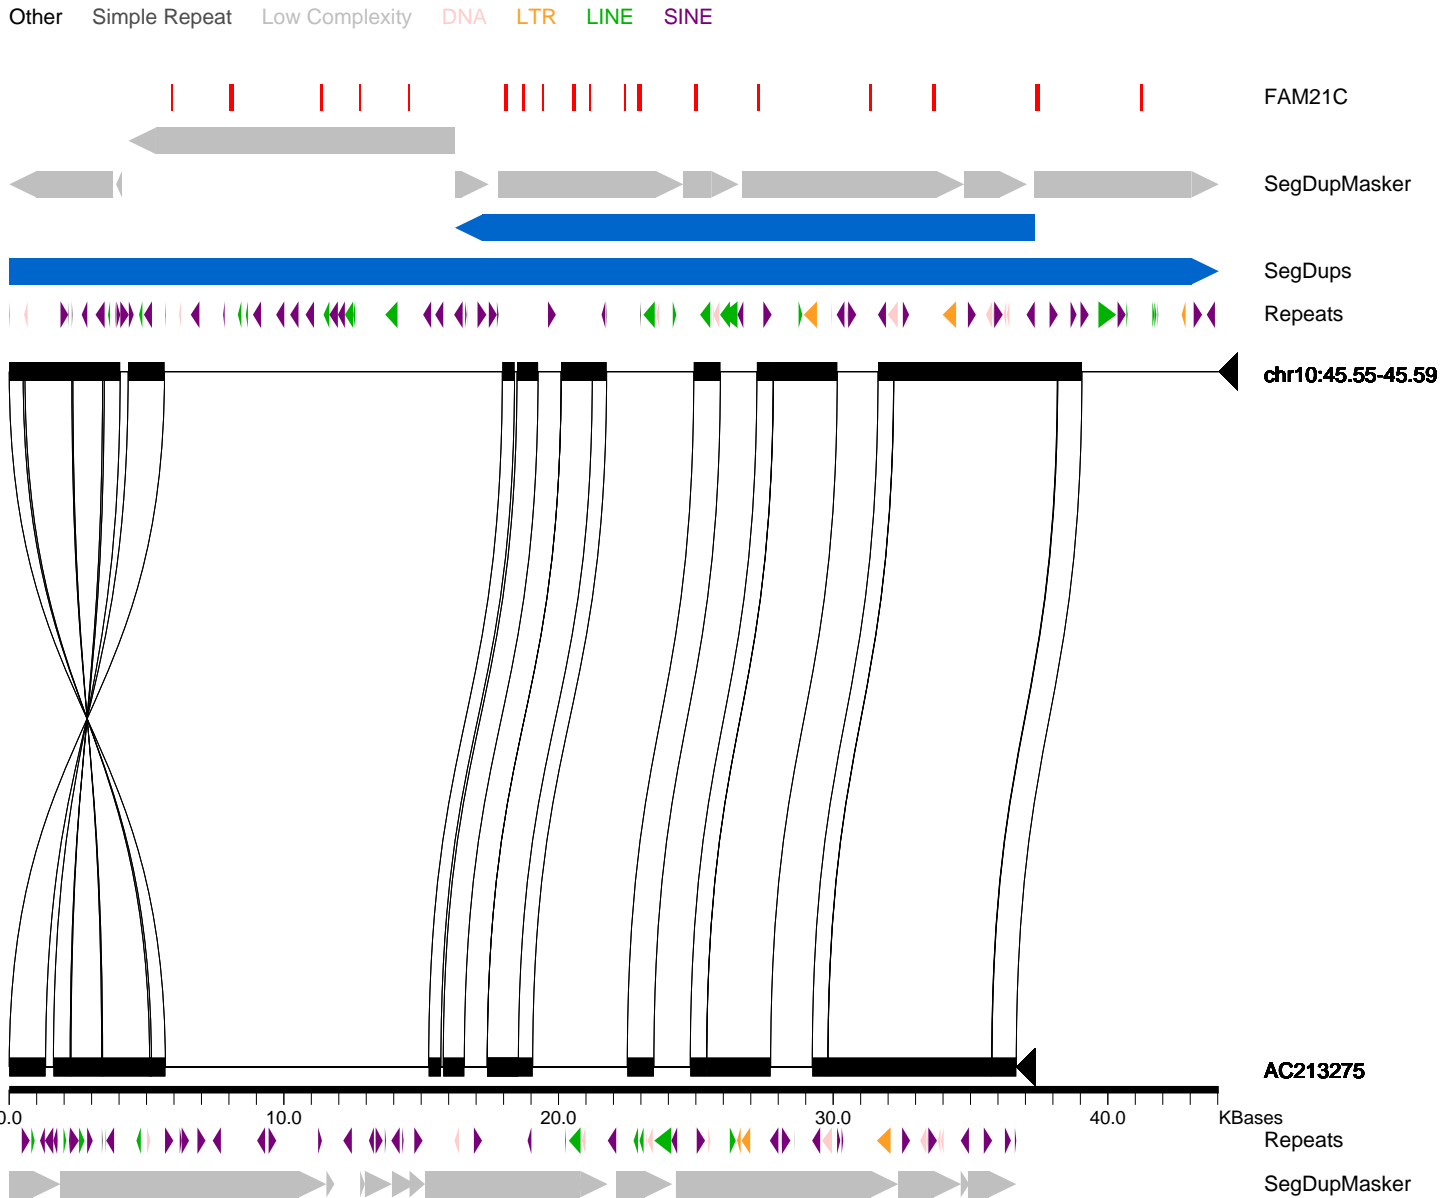 Other Simple Repeat Low Complexity DNA LTR LINE SINE
FAM21C
SegDupMasker
SegDups
Repeats
chr10:45.55-45.59
AC213275
0.0 10.0 20.0 30.0 40.0 KBases
Repeats
SegDupMasker